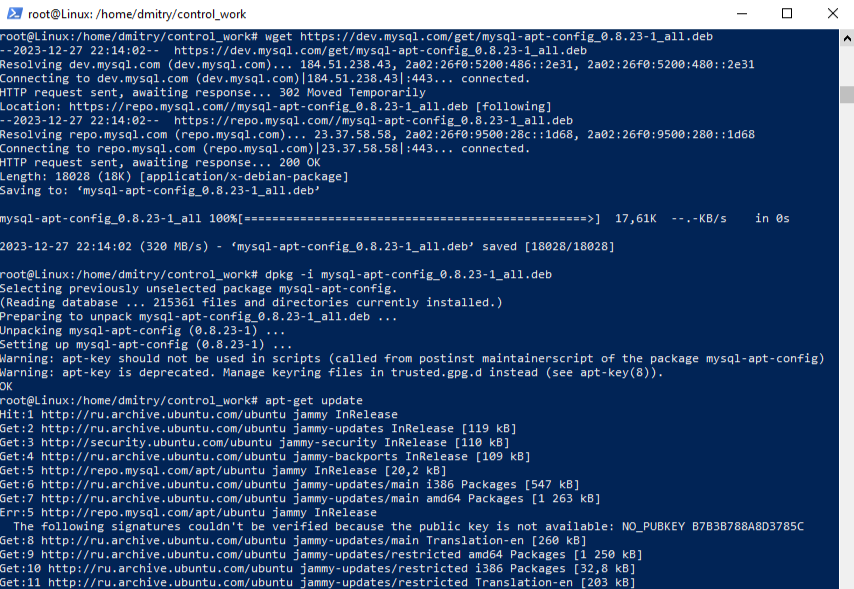 root@Linux: /home/dmitry/control_work
root@Linux:/home/dmitry/control_work# wget https://dev.mysql.com/get/mysql-apt-config_0.8.23-1_all.deb
--2023-12-27 22:14:02--  https://dev.mysql.com/get/mysql-apt-config_0.8.23-1_all.deb
Resolving dev.mysql.com (dev.mysql.com)... 184.51.238.43, 2a02:26f0:5200:486::2e31, 2a02:26f0:5200:480::2e31
Connecting to dev.mysql.com (dev.mysql.com)|184.51.238.43|:443... connected.
HTTP request sent, awaiting response... 302 Moved Temporarily
Location: https://repo.mysql.com//mysql-apt-config_0.8.23-1_all.deb [following]
--2023-12-27 22:14:02--  https://repo.mysql.com//mysql-apt-config_0.8.23-1_all.deb
Resolving repo.mysql.com (repo.mysql.com)... 23.37.58.58, 2a02:26f0:9500:28c::1d68, 2a02:26f0:9500:280::1d68
Connecting to repo.mysql.com (repo.mysql.com)|23.37.58.58|:443... connected.
HTTP request sent, awaiting response... 200 OK
Length: 18028 (18K) [application/x-debian-package]
Saving to: ‘mysql-apt-config_0.8.23-1_all.deb’
mysql-apt-config_0.8.23-1_all 100%[=================================================>]  17,61K  --.-KB/s    in 0s
2023-12-27 22:14:02 (320 MB/s) - ‘mysql-apt-config_0.8.23-1_all.deb’ saved [18028/18028]
root@Linux:/home/dmitry/control_work# dpkg -i mysql-apt-config_0.8.23-1_all.deb
Selecting previously unselected package mysql-apt-config.
(Reading database ... 215361 files and directories currently installed.)
Preparing to unpack mysql-apt-config_0.8.23-1_all.deb ...
Unpacking mysql-apt-config (0.8.23-1) ...
Setting up mysql-apt-config (0.8.23-1) ...
Warning: apt-key should not be used in scripts (called from postinst maintainerscript of the package mysql-apt-config)
Warning: apt-key is deprecated. Manage keyring files in trusted.gpg.d instead (see apt-key(8)).
OK
root@Linux:/home/dmitry/control_work# apt-get update
Hit:1 http://ru.archive.ubuntu.com/ubuntu jammy InRelease
Get:2 http://ru.archive.ubuntu.com/ubuntu jammy-updates InRelease [119 kB]
Get:3 http://security.ubuntu.com/ubuntu jammy-security InRelease [110 kB]
Get:4 http://ru.archive.ubuntu.com/ubuntu jammy-backports InRelease [109 kB]
Get:5 http://repo.mysql.com/apt/ubuntu jammy InRelease [20,2 kB]
Get:6 http://ru.archive.ubuntu.com/ubuntu jammy-updates/main i386 Packages [547 kB]
Get:7 http://ru.archive.ubuntu.com/ubuntu jammy-updates/main amd64 Packages [1 263 kB]
Err:5 http://repo.mysql.com/apt/ubuntu jammy InRelease
  The following signatures couldn't be verified because the public key is not available: NO_PUBKEY B7B3B788A8D3785C
Get:8 http://ru.archive.ubuntu.com/ubuntu jammy-updates/main Translation-en [260 kB]
Get:9 http://ru.archive.ubuntu.com/ubuntu jammy-updates/restricted amd64 Packages [1 250 kB]
Get:10 http://ru.archive.ubuntu.com/ubuntu jammy-updates/restricted i386 Packages [32,8 kB]
Get:11 http://ru.archive.ubuntu.com/ubuntu jammy-updates/restricted Translation-en [203 kB]